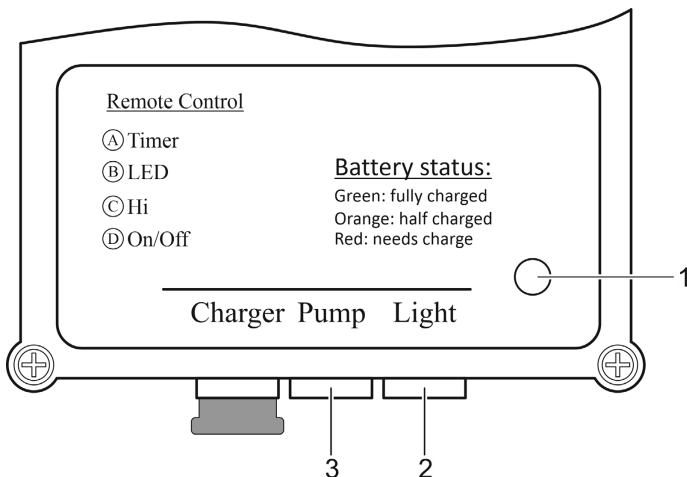 Remote Control
Ⓐ Timer
Ⓑ LED
Ⓒ Hi
Ⓓ On/Off
Battery status:
Green: fully charged
Orange: half charged
Red: needs charge
1
Charger Pump Light
3 2